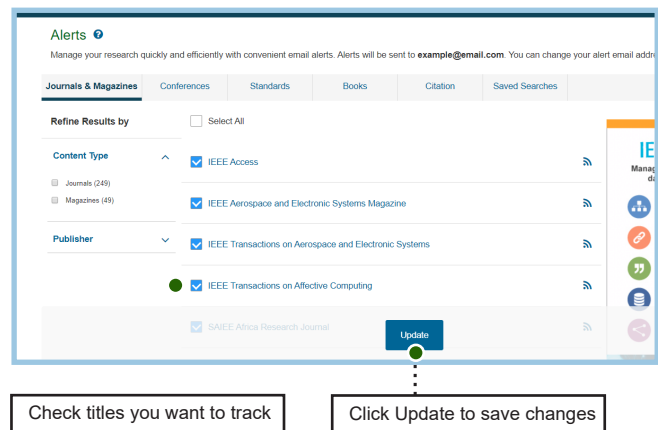 Alerts ?
Manage your research quickly and efficiently with convenient email alerts. Alerts will be sent to example@email.com. You can change your alert email addre
Journals & Magazines Conferences Standards Books Citation Saved Searches
Refine Results by
Select All
Content Type
IEEE Access
Journals (249)
Magazines (49)
IEEE Aerospace and Electronic Systems Magazine
Publisher
IEEE Transactions on Aerospace and Electronic Systems
IEEE Transactions on Affective Computing
SAIEE Africa Research Journal
Update
IE
Manag
da
Check titles you want to track
Click Update to save changes